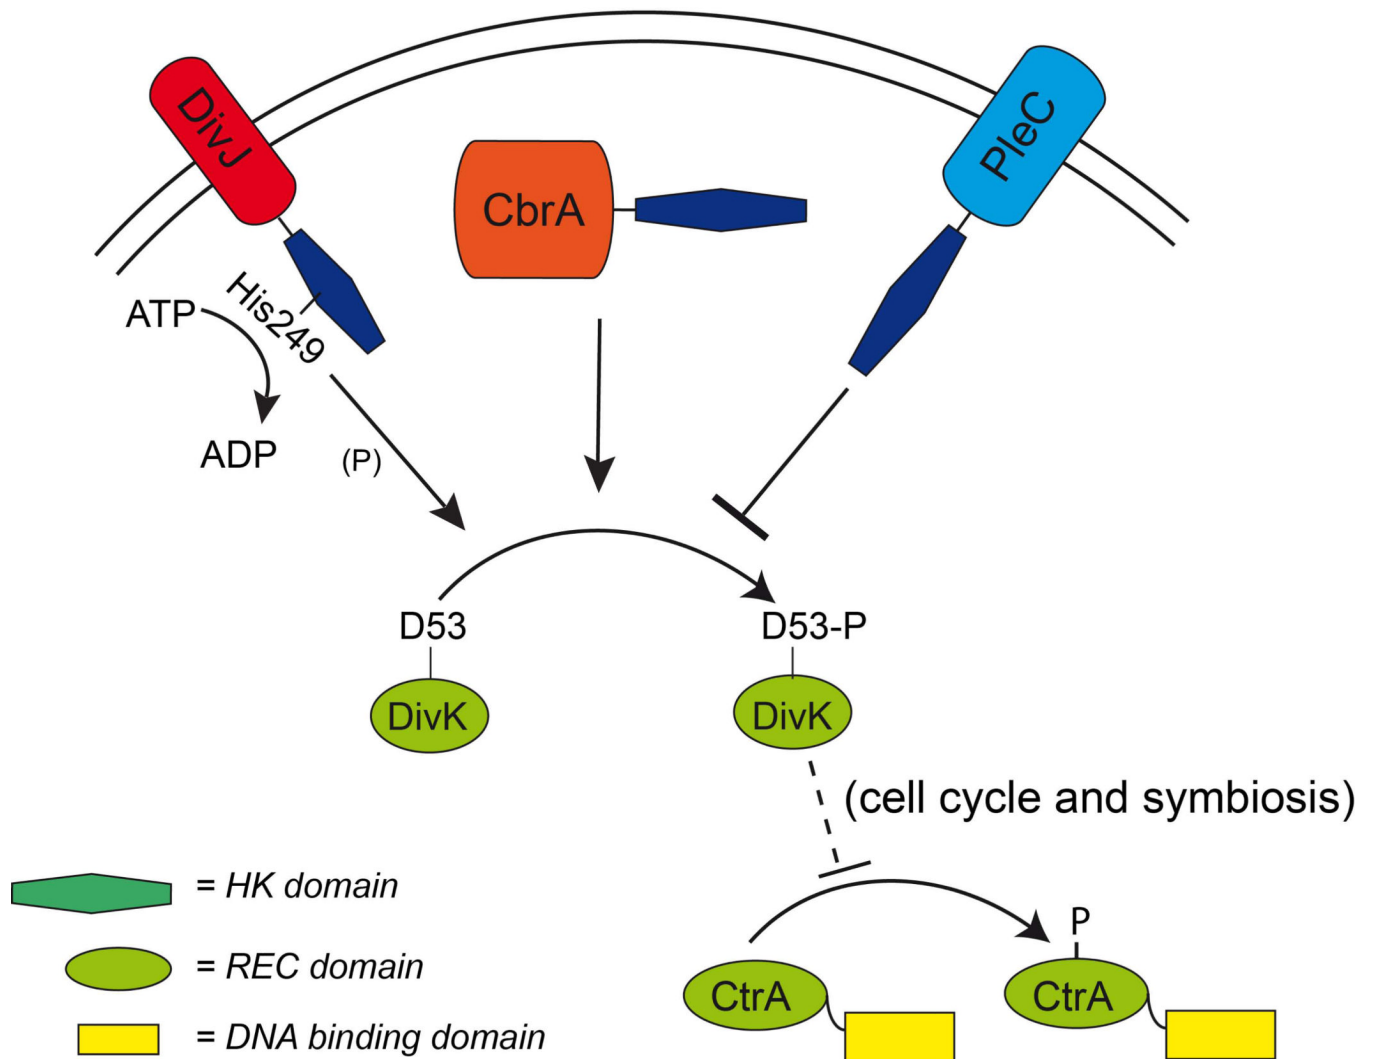 DivJ
CbrA
PleC
His249
ATP
ADP
(P)
D53
D53-P
DivK
DivK
(cell cycle and symbiosis)
= HK domain
P
= REC domain
CtrA
CtrA
= DNA binding domain